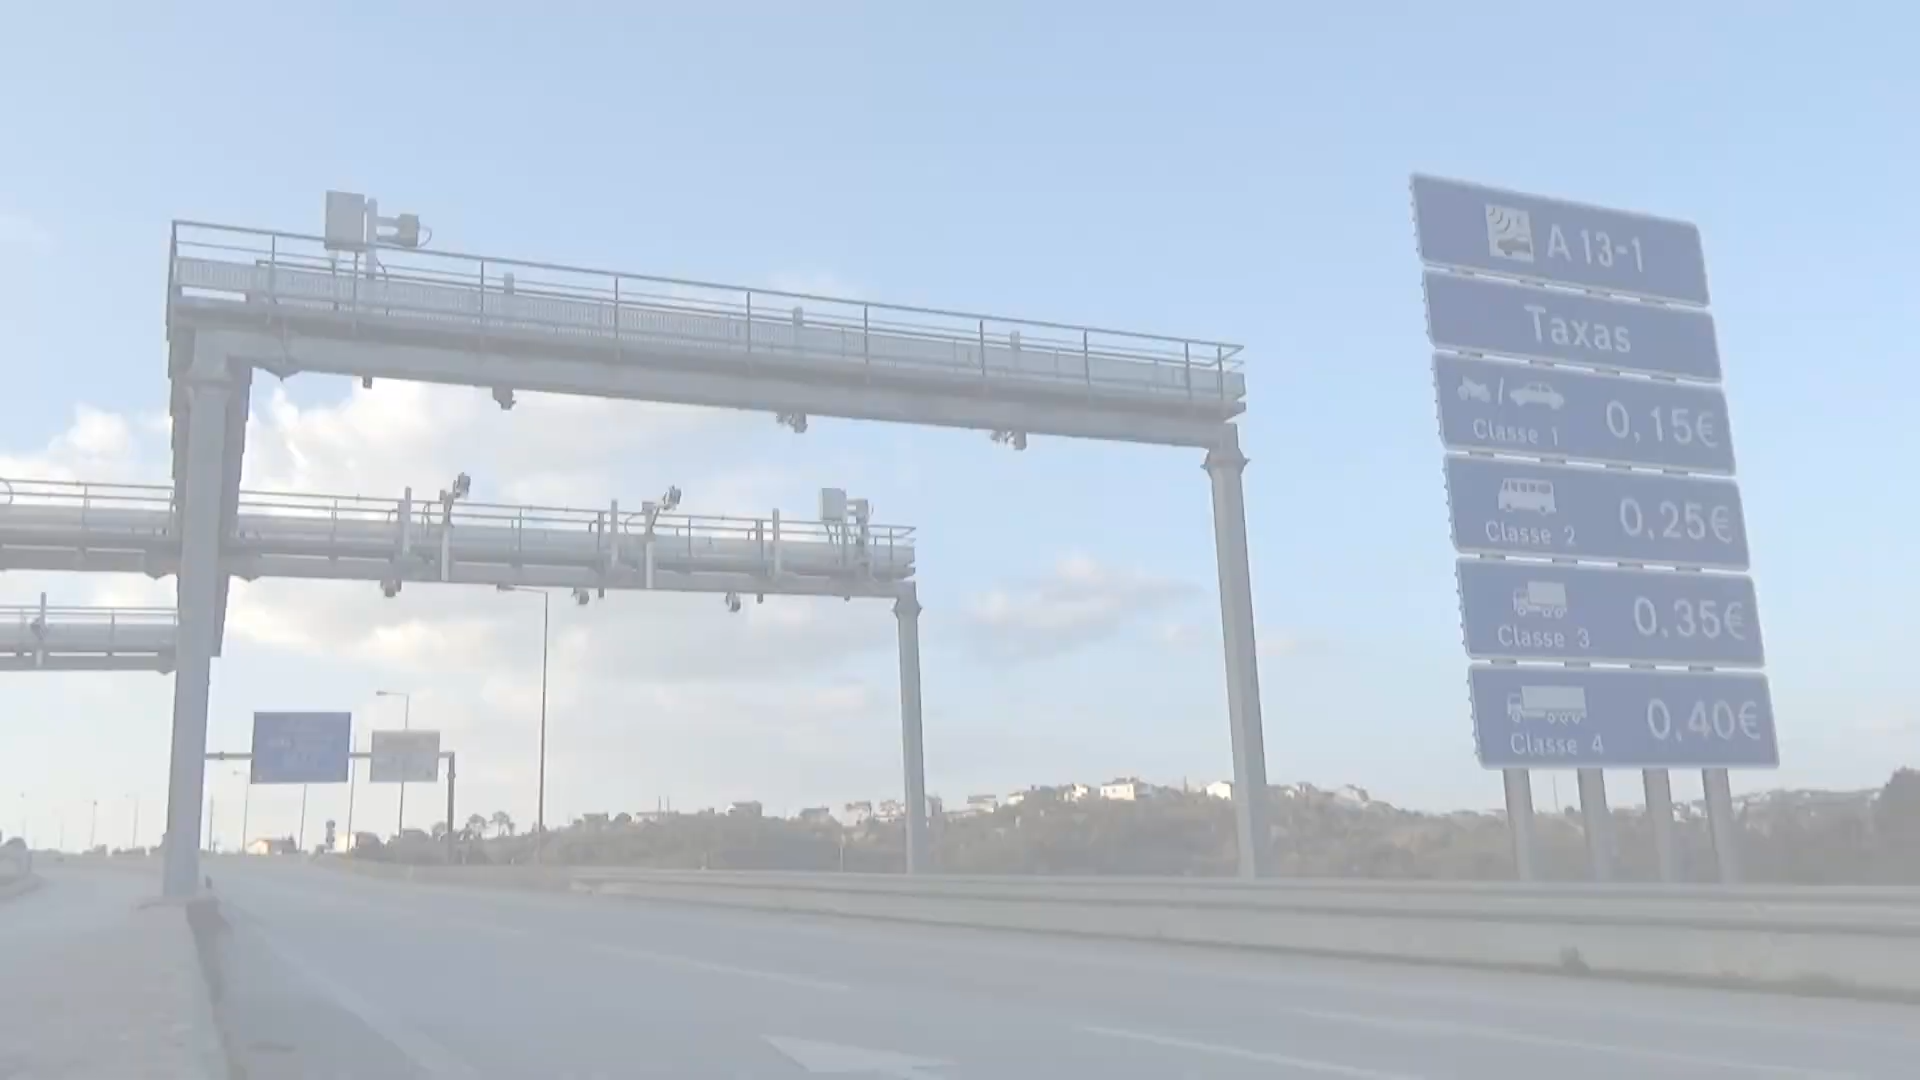 A 13-1
Taxas
/
Classe 1 0,15€
Classe 2 0,25€
Classe 3 0,35€
Classe 4 0,40€